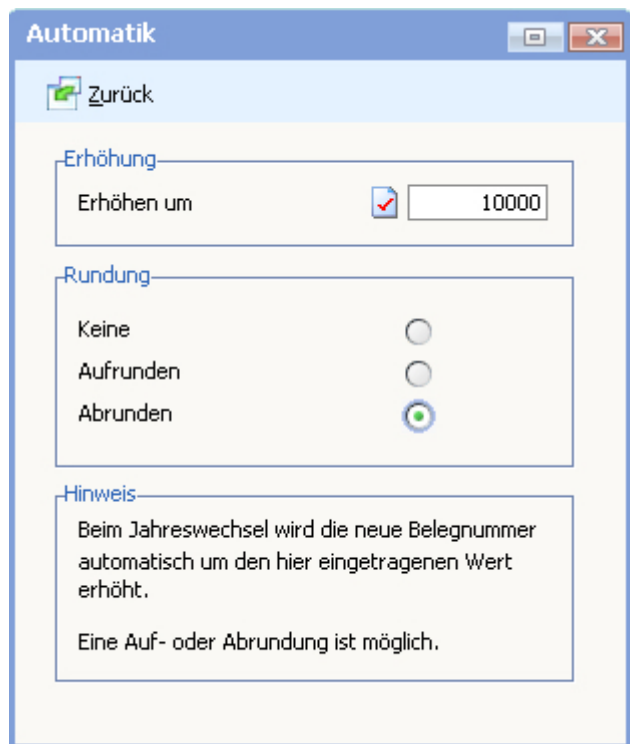 Automatik
Zurück
Erhöhung
Erhöhen um 10000
Rundung
Keine
Aufrunden
Abrunden
Hinweis
Beim Jahreswechsel wird die neue Belegnummer
automatisch um den hier eingetragenen Wert
erhöht.
Eine Auf- oder Abrundung ist möglich.